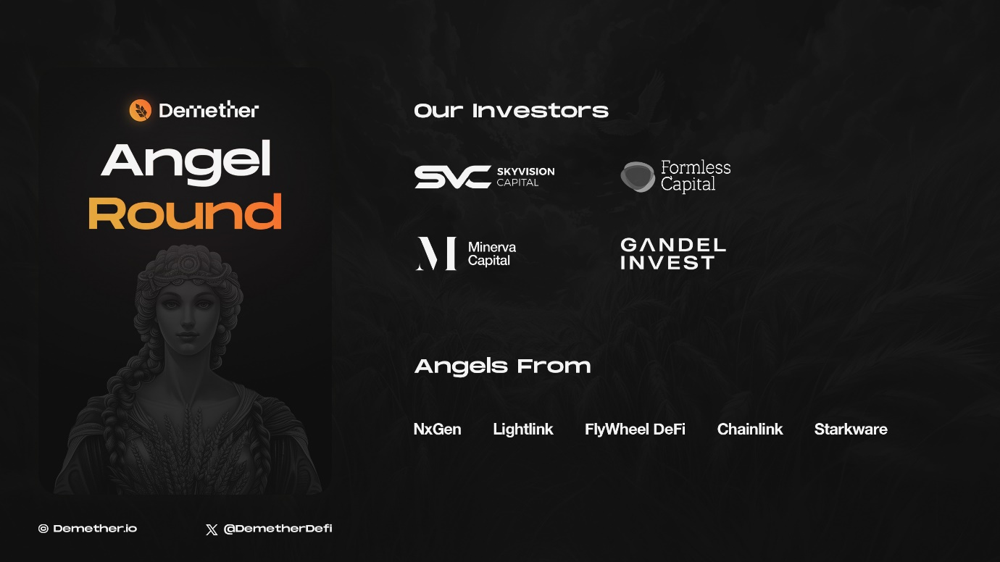 Demether
Angel
Round
© Demether.io
@DemetherDefi
Our Investors
SVC SKYVISION
CAPITAL
Formless
Capital
M Minerva
Capital
GANDEL
INVEST
Angels From
NxGen Lightlink FlyWheel DeFi Chainlink Starkware